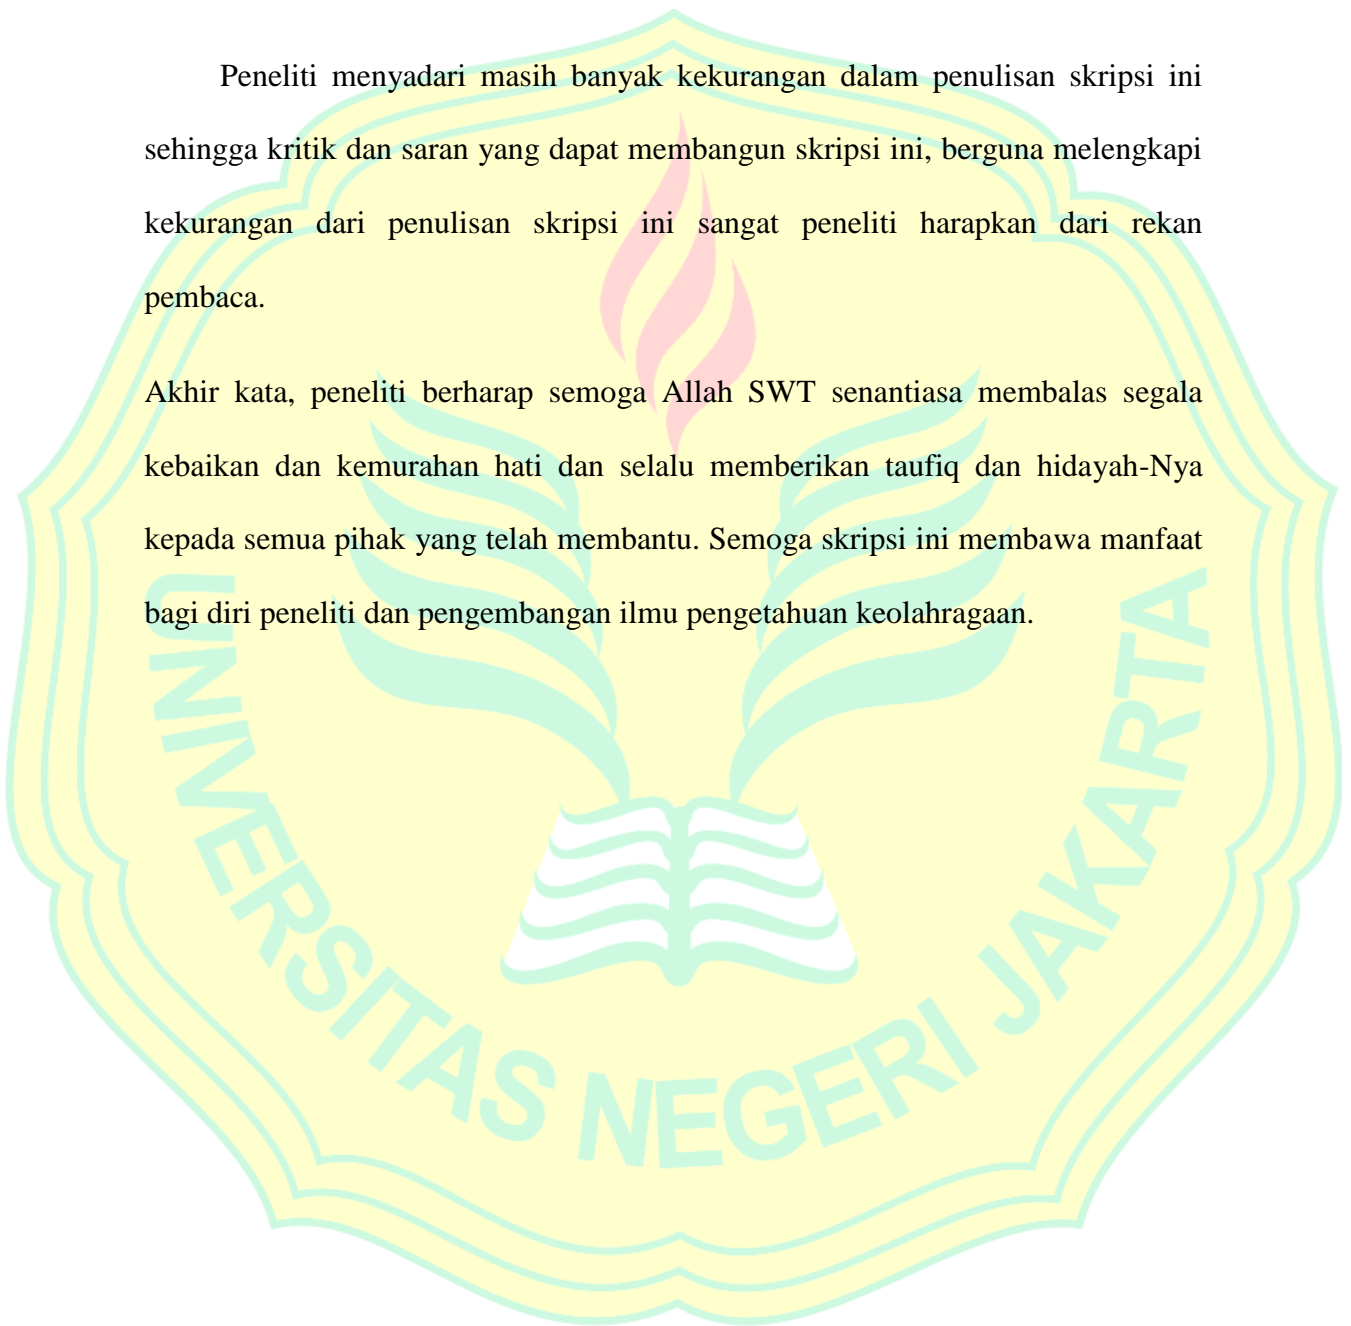 Peneliti menyadari masih banyak kekurangan dalam penulisan skripsi ini
sehingga kritik dan saran yang dapat membangun skripsi ini, berguna melengkapi
kekurangan dari penulisan skripsi ini sangat peneliti harapkan dari rekan
pembaca.
Akhir kata, peneliti berharap semoga Allah SWT senantiasa membalas segala
kebaikan dan kemurahan hati dan selalu memberikan taufiq dan hidayah-Nya
kepada semua pihak yang telah membantu. Semoga skripsi ini membawa manfaat
bagi diri peneliti dan pengembangan ilmu pengetahuan keolahragaan.
UNIVERSITAS NEGERI JAKARTA